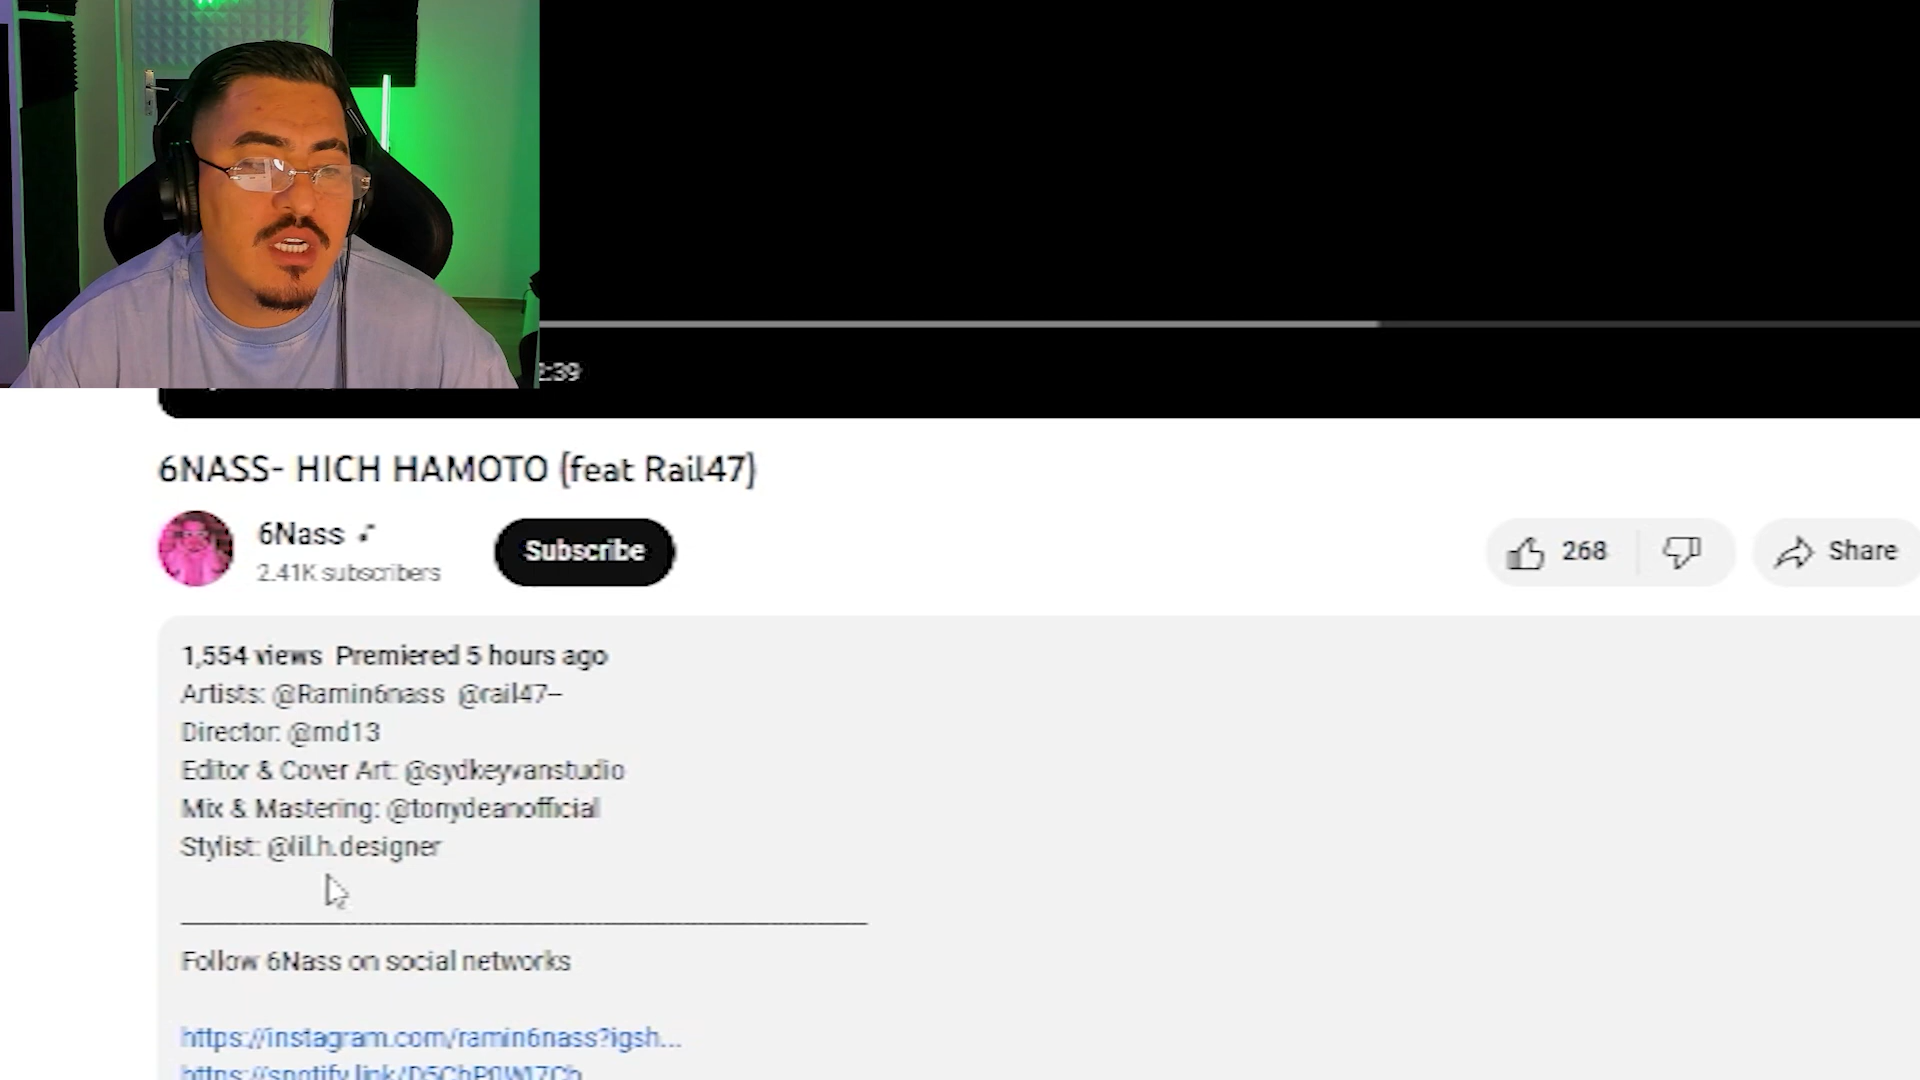 2:39
6NASS- HICH HAMOTO (feat Rail47)
6Nass
2.41K subscribers
Subscribe
268
Share
1,554 views Premiered 5 hours ago
Artists: @Ramin6nass @rail47–
Director: @md13
Editor & Cover Art: @sydkeyvanstudio
Mix & Mastering: @tonydeanofficial
Stylist: @lil.h.designer
Follow 6Nass on social networks
https://instagram.com/ramin6nass?igsh...